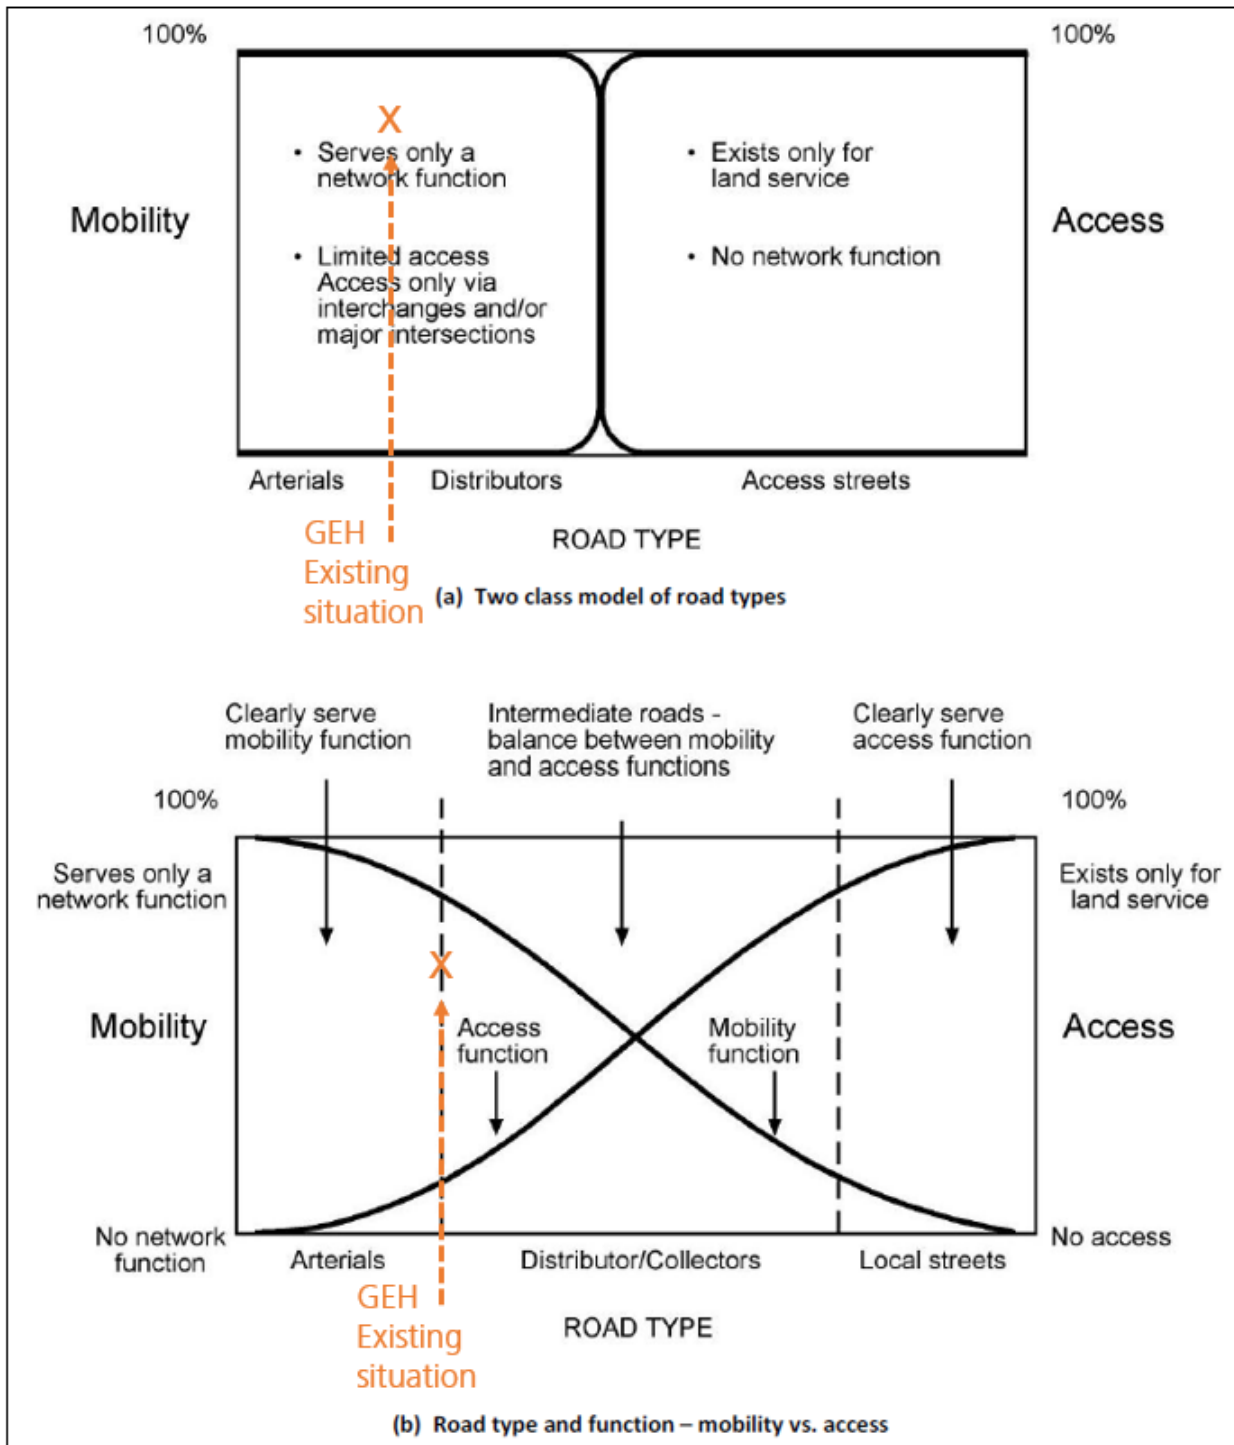 100%
100%
Mobility
Access
X
• Serves only a
network function
• Limited access
Access only via
interchanges and/or
major intersections
• Exists only for
land service
• No network function
Arterials
Distributors
Access streets
GEH
Existing
situation
ROAD TYPE
(a) Two class model of road types
Clearly serve
mobility function
Intermediate roads -
balance between mobility
and access functions
Clearly serve
access function
100%
100%
Serves only a
network function
Exists only for
land service
X
Mobility
Access
function
Mobility
function
Access
No network
function
No access
Arterials
Distributor/Collectors
Local streets
GEH
Existing
situation
ROAD TYPE
(b) Road type and function – mobility vs. access